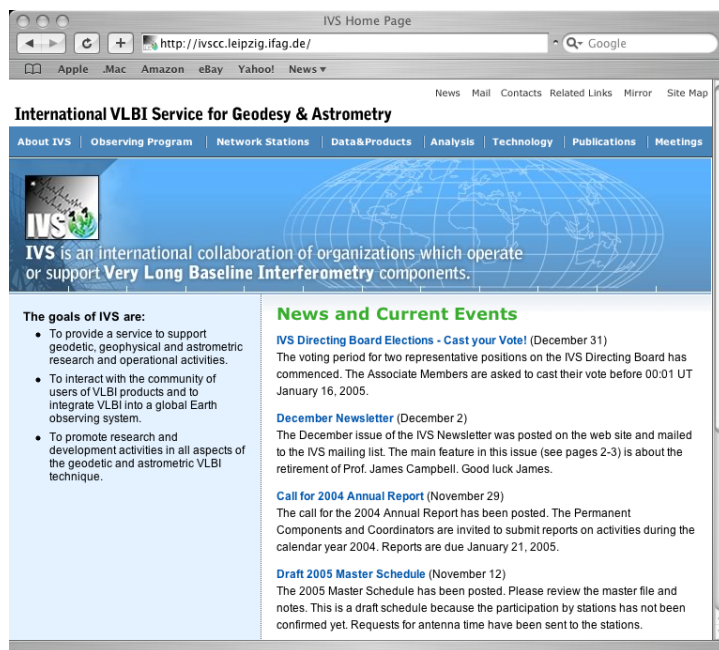 IVS Home Page
http://ivscc.leipzig.ifag.de/
Google
Apple .Mac Amazon eBay Yahoo! News
News Mail Contacts Related Links Mirror Site Map
International VLBI Service for Geodesy & Astrometry
About IVS Observing Program Network Stations Data&Products Analysis Technology Publications Meetings
IVS
IVS is an international collaboration of organizations which operate
or support Very Long Baseline Interferometry components.
The goals of IVS are:
• To provide a service to support
geodetic, geophysical and astrometric
research and operational activities.
• To interact with the community of
users of VLBI products and to
integrate VLBI into a global Earth
observing system.
• To promote research and
development activities in all aspects of
the geodetic and astrometric VLBI
technique.
News and Current Events
IVS Directing Board Elections - Cast your Vote! (December 31)
The voting period for two representative positions on the IVS Directing Board has
commenced. The Associate Members are asked to cast their vote before 00:01 UT
January 16, 2005.
December Newsletter (December 2)
The December issue of the IVS Newsletter was posted on the web site and mailed
to the IVS mailing list. The main feature in this issue (see pages 2-3) is about the
retirement of Prof. James Campbell. Good luck James.
Call for 2004 Annual Report (November 29)
The call for the 2004 Annual Report has been posted. The Permanent
Components and Coordinators are invited to submit reports on activities during the
calendar year 2004. Reports are due January 21, 2005.
Draft 2005 Master Schedule (November 12)
The 2005 Master Schedule has been posted. Please review the master file and
notes. This is a draft schedule because the participation by stations has not been
confirmed yet. Requests for antenna time have been sent to the stations.